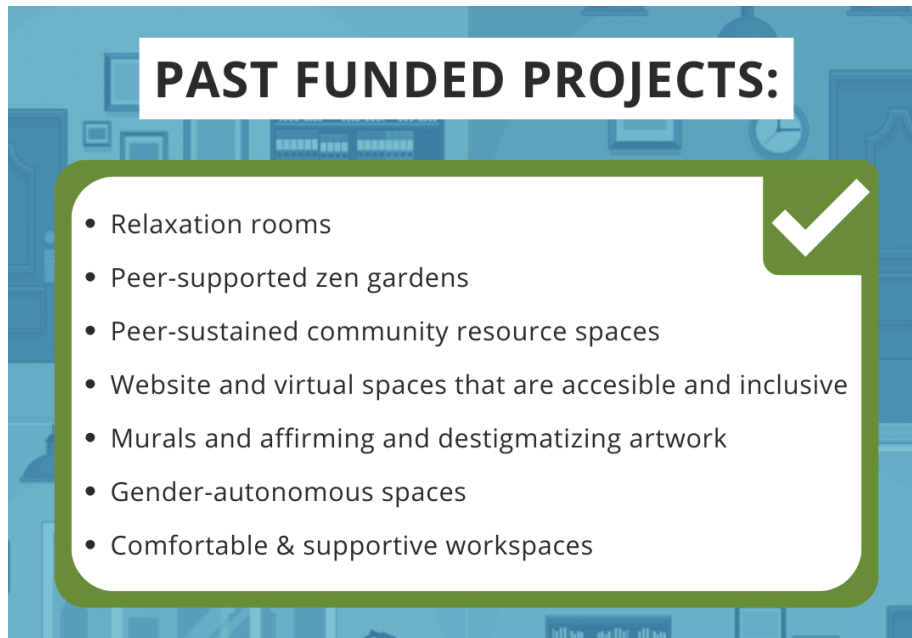 PAST FUNDED PROJECTS:
• Relaxation rooms
• Peer-supported zen gardens
• Peer-sustained community resource spaces
• Website and virtual spaces that are accesible and inclusive
• Murals and affirming and destigmatizing artwork
• Gender-autonomous spaces
• Comfortable & supportive workspaces